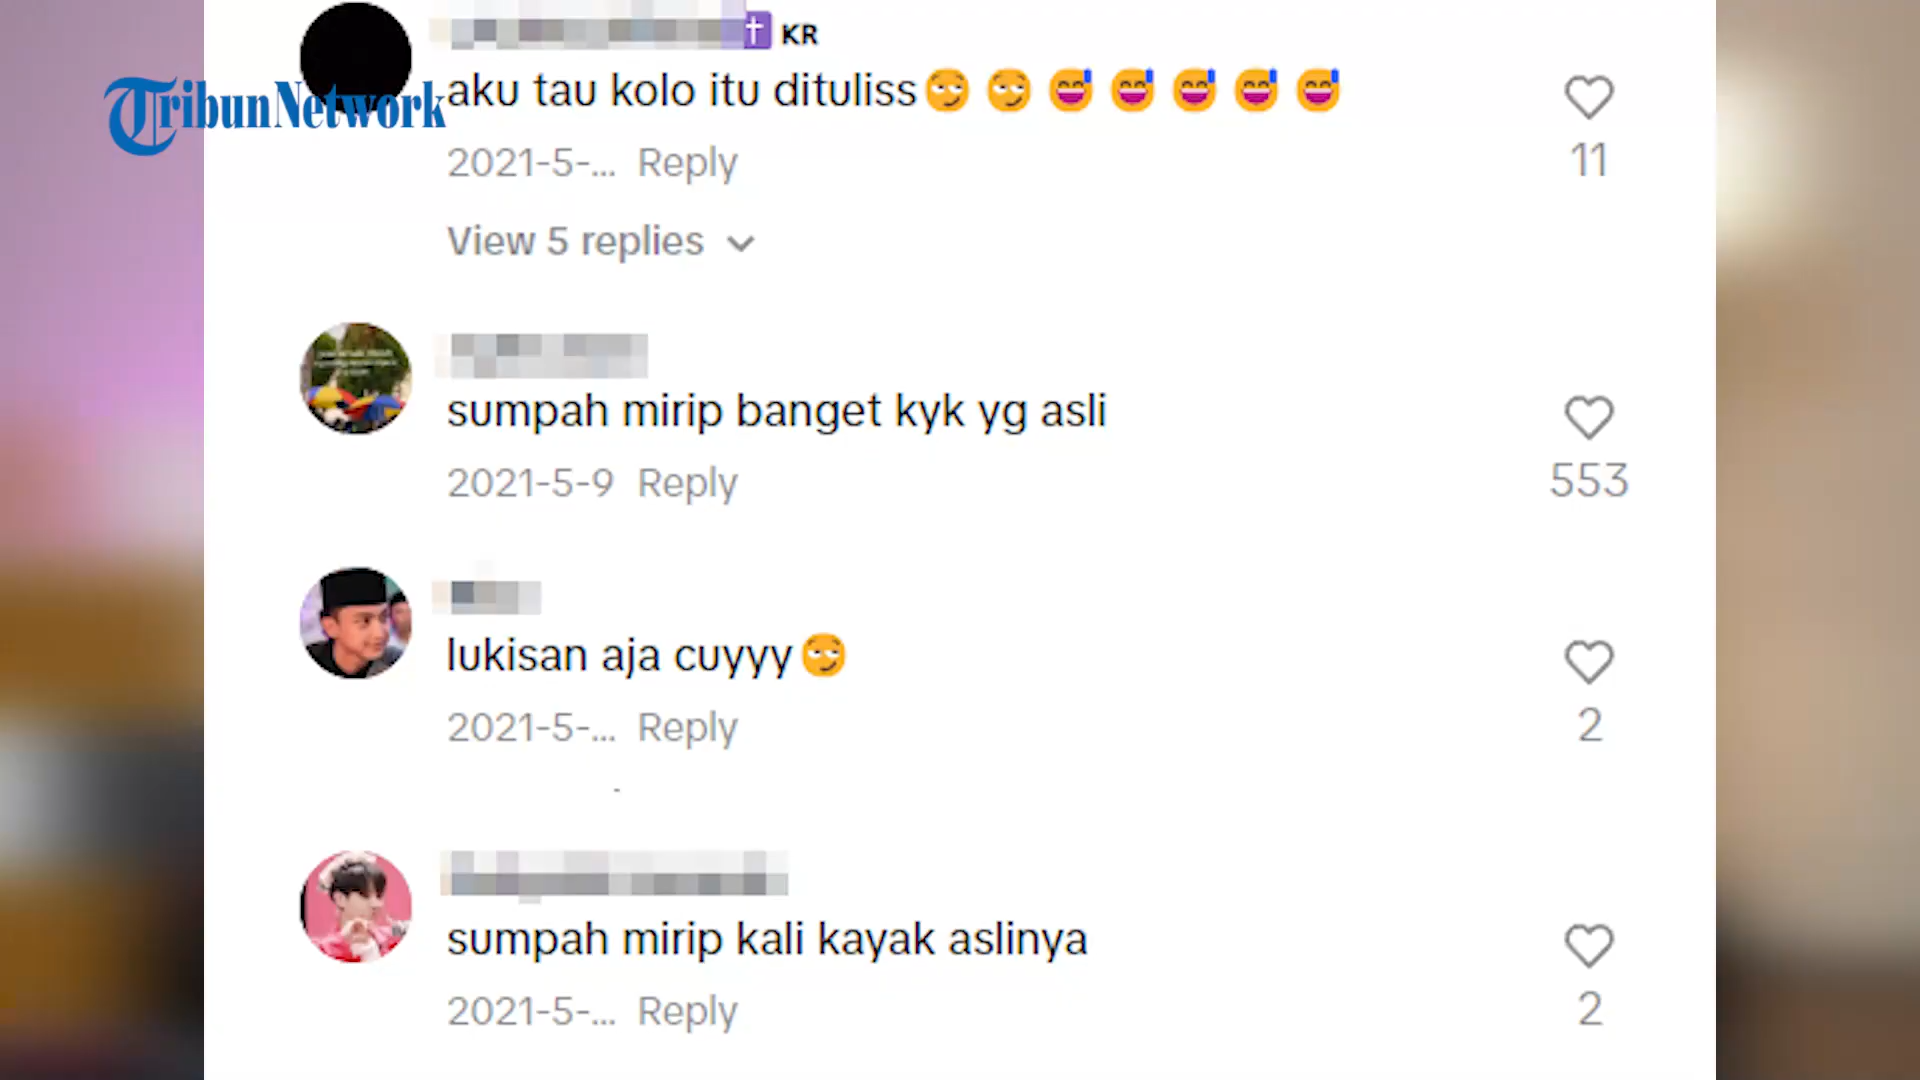 KR
TribunNetwork
aku tau kolo itu dituliss😏😏😅😅😅😅😅
11
2021-5-... Reply
View 5 replies
sumpah mirip banget kyk yg asli
553
2021-5-9 Reply
lukisan aja cuyyy😏
2
2021-5-... Reply
sumpah mirip kali kayak aslinya
2
2021-5-... Reply